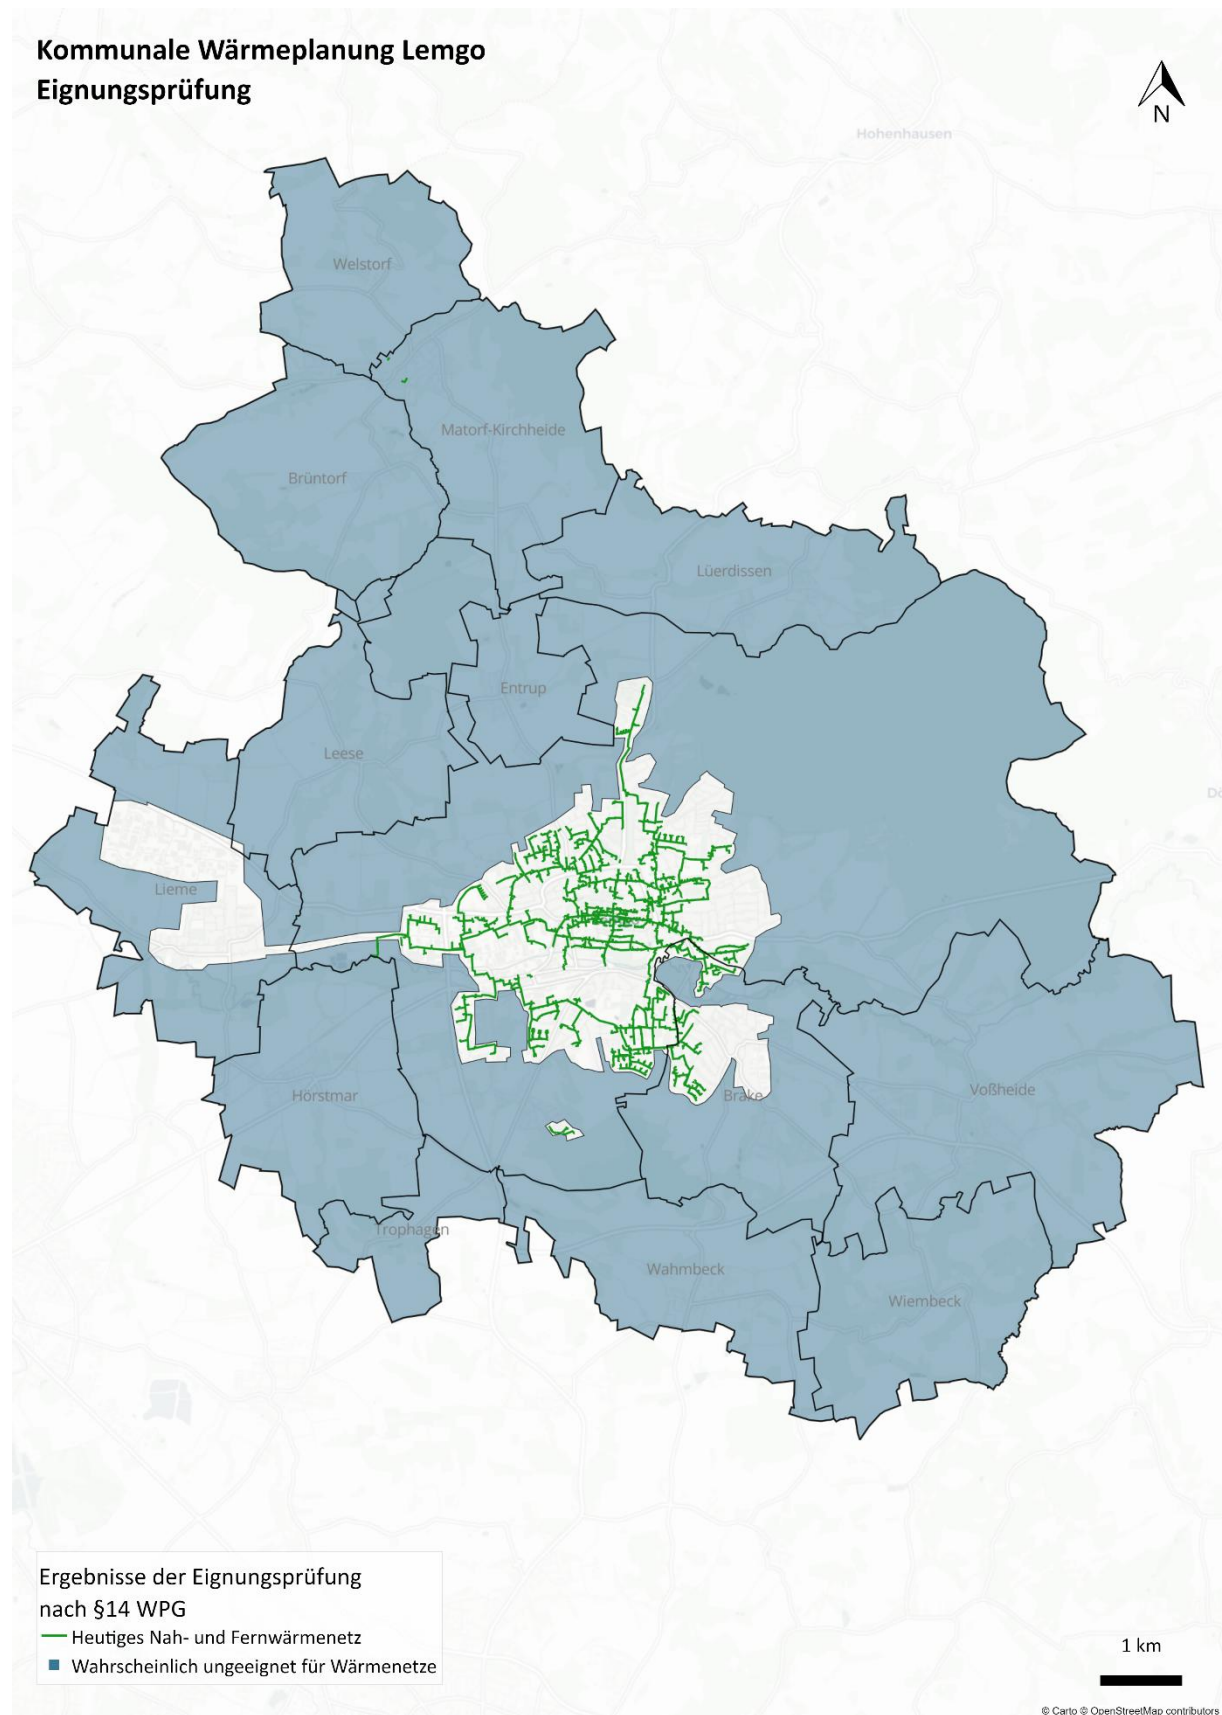 Kommunale Wärmeplanung Lemgo
Eignungsprüfung
N
Hohenhausen
Welstorf
Matorf-Kirchheide
Brüntorf
Lüerdissen
Entrup
Leese
Dö
Lieme
Hörstmar
Brake
Voßheide
Trophagen
Wahmbeck
Wiembeck
Ergebnisse der Eignungsprüfung
nach §14 WPG
Heutiges Nah- und Fernwärmenetz
Wahrscheinlich ungeeignet für Wärmenetze
1 km
© Carto © OpenStreetMap contributors